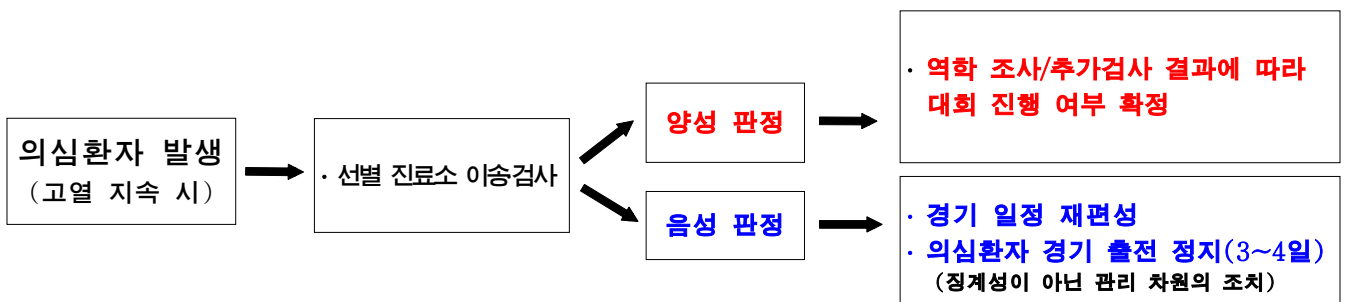 의심환자 발생
(고열 지속 시)
· 선별 진료소 이송검사
양성 판정
· 역학 조사/추가검사 결과에 따라
대회 진행 여부 확정
음성 판정
· 경기 일정 재편성
· 의심환자 경기 출전 정지(3~4일)
(징계성이 아닌 관리 차원의 조치)